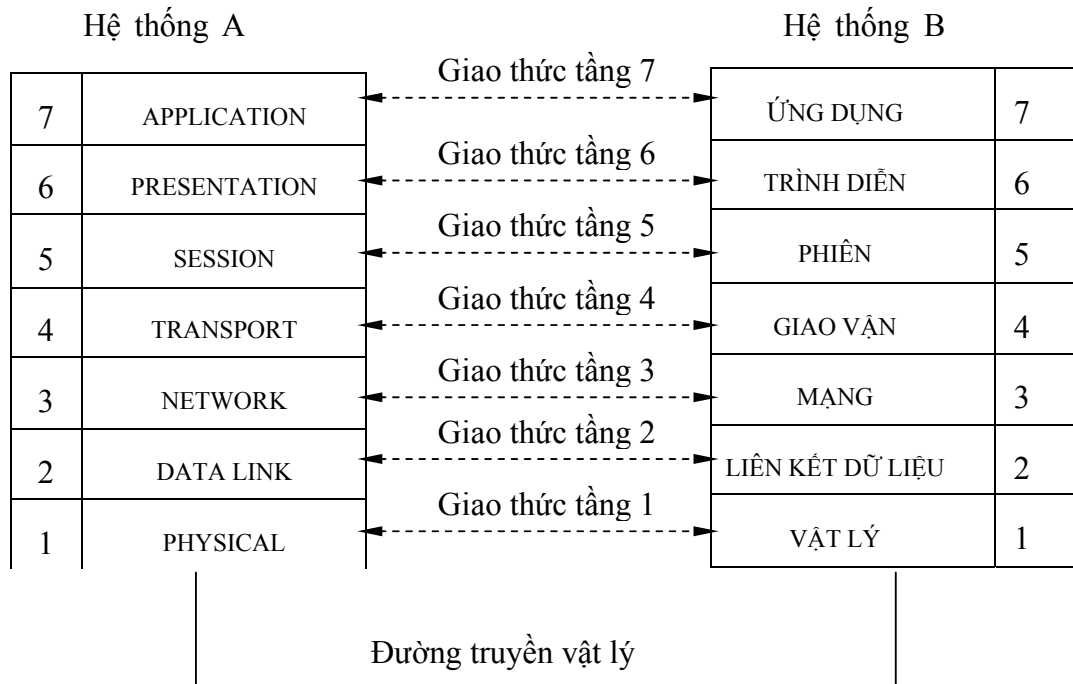 Hệ thống A Hệ thống B
Giao thức tầng 7
7 APPLICATION ỨNG DỤNG 7
Giao thức tầng 6
6 PRESENTATION TRÌNH DIỄN 6
Giao thức tầng 5
5 SESSION PHIÊN 5
Giao thức tầng 4
4 TRANSPORT GIAO VẬN 4
Giao thức tầng 3
3 NETWORK MẠNG 3
Giao thức tầng 2
2 DATA LINK LIÊN KẾT DỮ LIỆU 2
Giao thức tầng 1
1 PHYSICAL VẬT LÝ 1
Đường truyền vật lý